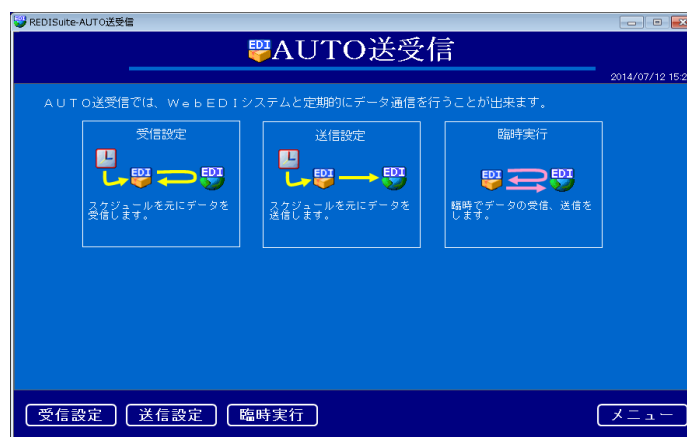 REDISuite-AUTO送受信
EDI AUTO送受信
2014/07/12 15:2
AUTO送受信では、WebEDIシステムと定期的にデータ通信を行うことが出来ます。
受信設定
送信設定
臨時実行
EDI EDI
EDI EDI
EDI EDI
スケジュールを元にデータを
受信します。
スケジュールを元にデータを
送信します。
臨時でデータの受信、送信を
します。
受信設定
送信設定
臨時実行
メニュー